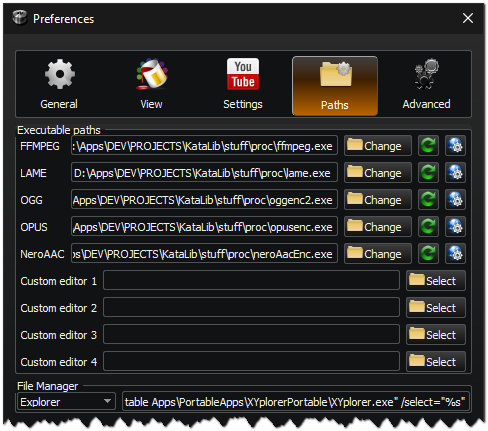 Preferences
You
Tube
General View Settings Paths Advanced
Executable paths
FFMPEG :\Apps\DEV\PROJECTS\KataLib\stuff\proc\ffmpeg.exe Change
LAME D:\Apps\DEV\PROJECTS\KataLib\stuff\proc\lame.exe Change
OGG Apps\DEV\PROJECTS\KataLib\stuff\proc\oggenc2.exe Change
OPUS \Apps\DEV\PROJECTS\KataLib\stuff\proc\opusenc.exe Change
NeroAAC ps\DEV\PROJECTS\KataLib\stuff\proc\neroAacEnc.exe Change
Custom editor 1 Select
Custom editor 2 Select
Custom editor 3 Select
Custom editor 4 Select
File Manager
Explorer table Apps\PortableApps\XYplorerPortable\XYplorer.exe" /select="%s"